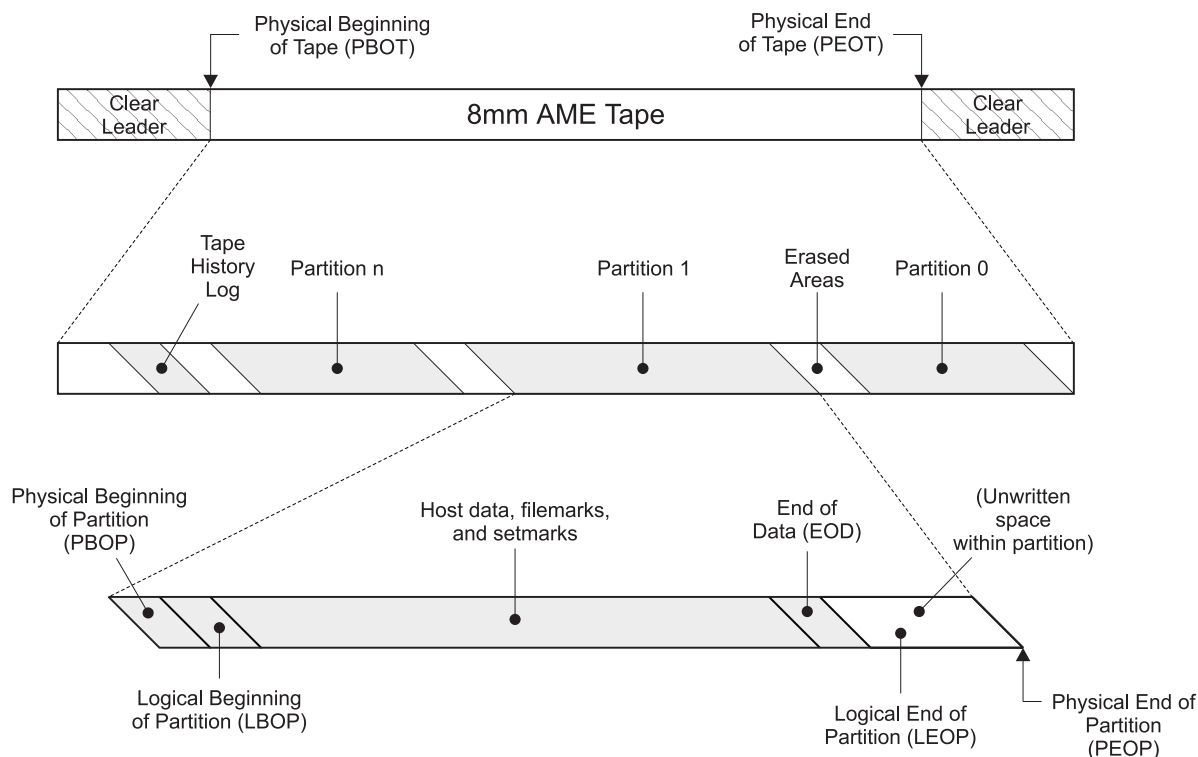 Physical Beginning
of Tape (PBOT)
Physical End
of Tape (PEOT)
Clear
Leader
8mm AME Tape
Clear
Leader
Tape
History
Log
Partition n
Partition 1
Erased
Areas
Partition 0
Physical Beginning
of Partition
(PBOP)
Host data, filemarks,
and setmarks
End of
Data (EOD)
(Unwritten
space
within partition)
Logical Beginning
of Partition (LBOP)
Logical End of
Partition (LEOP)
Physical End of
Partition
(PEOP)